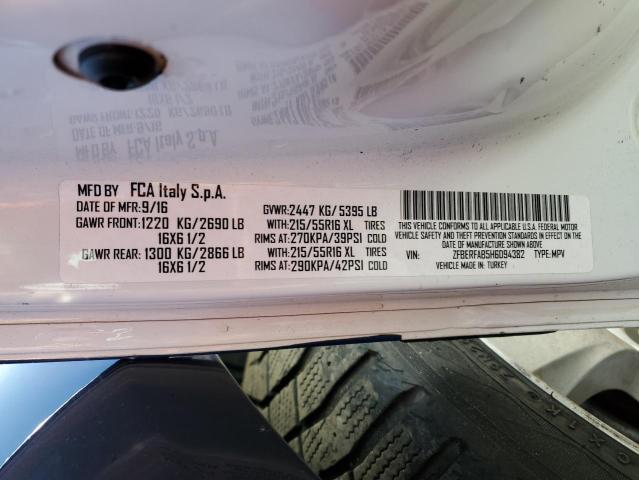 MFD BY FCA Italy S.p.A.
DATE OF MFR:9/16
GAWR FRONT:1220 KG/2690 LB
16X6 1/2
GAWR REAR:1300 KG/2866 LB
16X6 1/2
GVWR:2447 KG/ 5395 LB
WITH:215/55R16 XL TIRES
RIMS AT:270KPA/39PSI COLD
WITH:215/55R16 XL TIRES
RIMS AT:290KPA/42PSI COLD
THIS VEHICLE CONFORMS TO ALL APPLICABLE U.S.A. FEDERAL MOTOR
VEHICLE SAFETY AND THEFT PREVENTION STANDARDS IN EFFECT
ON THE DATE OF MANUFACTURE SHOWN ABOVE.
VIN: ZFBERFAB5H6D94382 TYPE:MPV
VEHICLE MADE IN: TURKEY